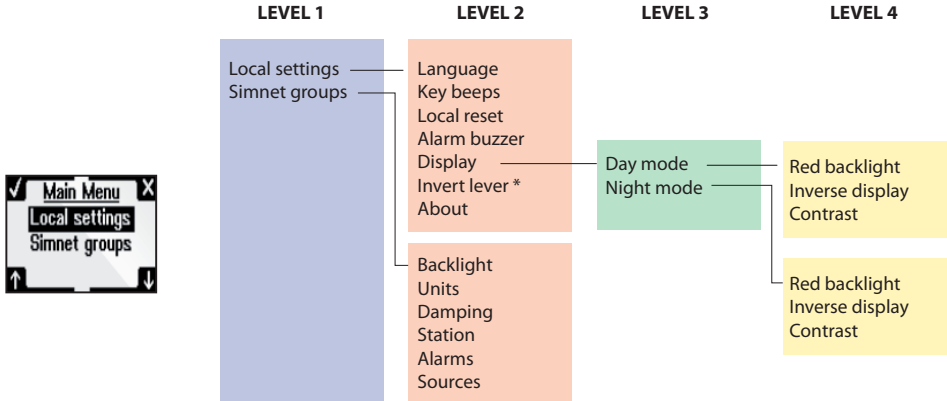 LEVEL 1 LEVEL 2 LEVEL 3 LEVEL 4
Main Menu
Local settings
Simnet groups
Local settings
Simnet groups
Language
Key beeps
Local reset
Alarm buzzer
Display
Invert lever *
About
Backlight
Units
Damping
Station
Alarms
Sources
Day mode
Night mode
Red backlight
Inverse display
Contrast
Red backlight
Inverse display
Contrast